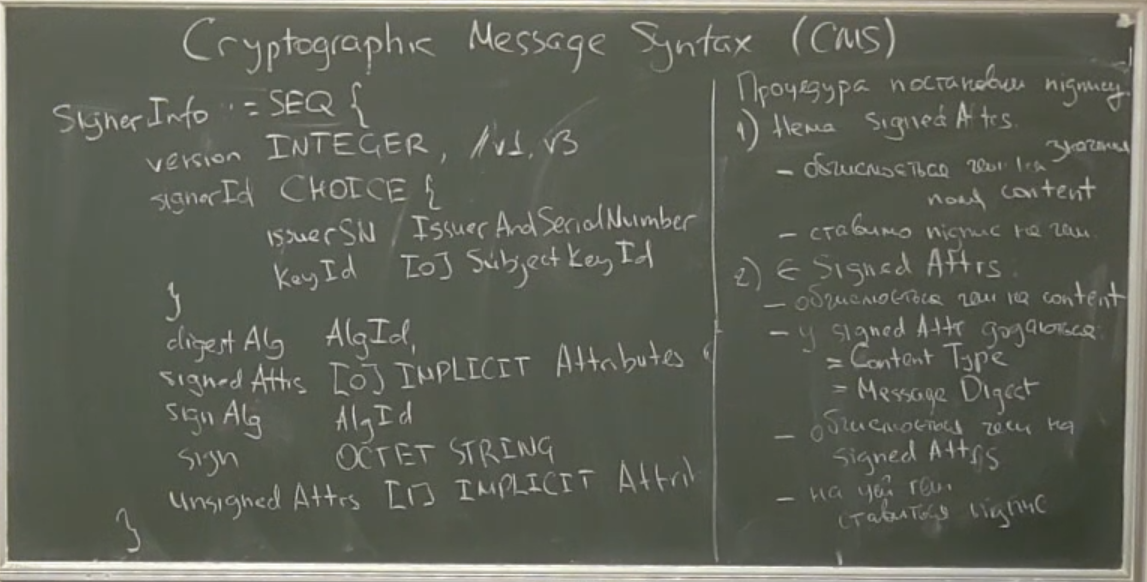 Cryptographic Message Syntax (CMS)
SignerInfo ::= SEQ {
version INTEGER, //v1, v3
signerId CHOICE {
issuerSN IssuerAndSerialNumber
KeyId [0] SubjectKeyId
}
digestAlg AlgId,
signedAttrs [0] IMPLICIT Attributes
signAlg AlgId
sign OCTET STRING
unsignedAttrs [1] IMPLICIT Attri
}
Процедура постановки підпису.
1) Нема Signed Attrs.
- обчислюється геш на значення
поля content
- ставимо підпис на геш.
2) Є Signed Attrs.
- обчислюється геш на content
- у signed Attr додаються:
= Content Type
= Message Digest
- обчислюється геш на
signed Attrs
- на цей геш
ставиться підпис